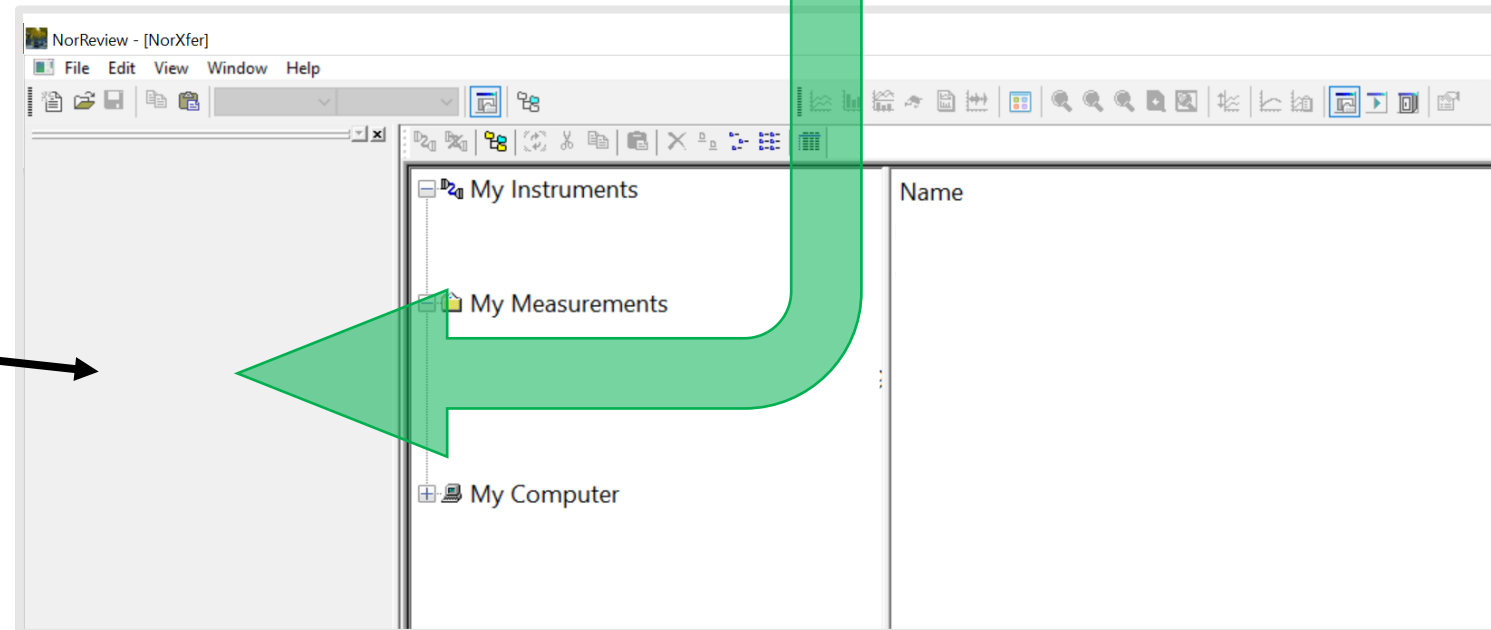 NorReview - [NorXfer]
File Edit View Window Help
My Instruments
Name
My Measurements
My Computer